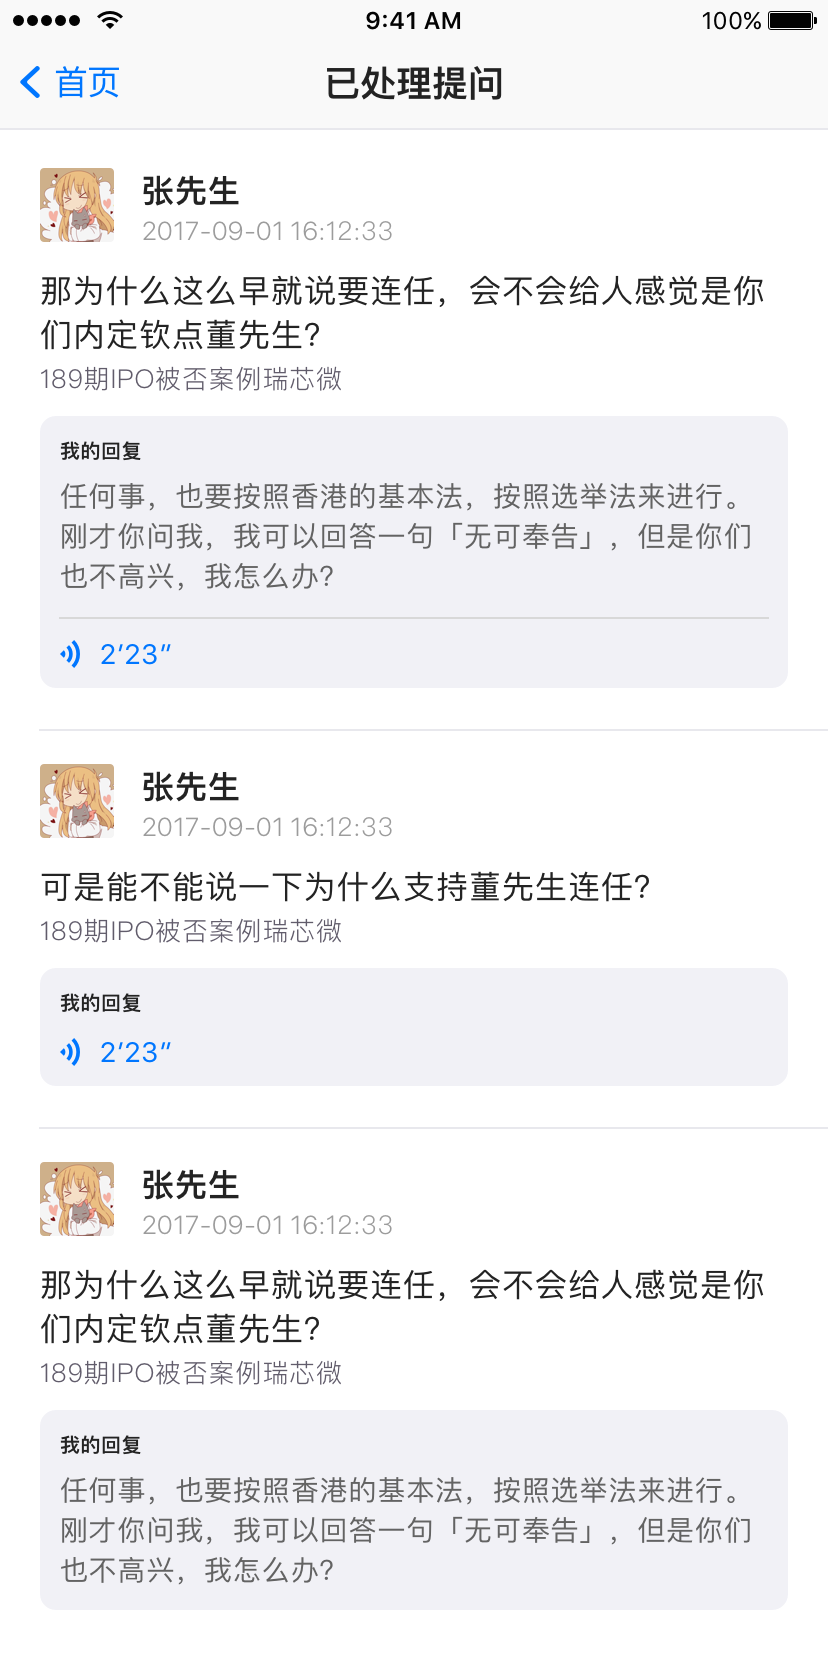 9:41 AM
100%
首页
已处理提问
张先生
2017-09-01 16:12:33
那为什么这么早就说要连任，会不会给人感觉是你
们内定钦点董先生?
189期IPO被否案例瑞芯微
我的回复
任何事，也要按照香港的基本法，按照选举法来进行。
刚才你问我，我可以回答一句「无可奉告」，但是你们
也不高兴，我怎么办?
2‘23“
张先生
2017-09-01 16:12:33
可是能不能说一下为什么支持董先生连任?
189期IPO被否案例瑞芯微
我的回复
2‘23“
张先生
2017-09-01 16:12:33
那为什么这么早就说要连任，会不会给人感觉是你
们内定钦点董先生?
189期IPO被否案例瑞芯微
我的回复
任何事，也要按照香港的基本法，按照选举法来进行。
刚才你问我，我可以回答一句「无可奉告」，但是你们
也不高兴，我怎么办?